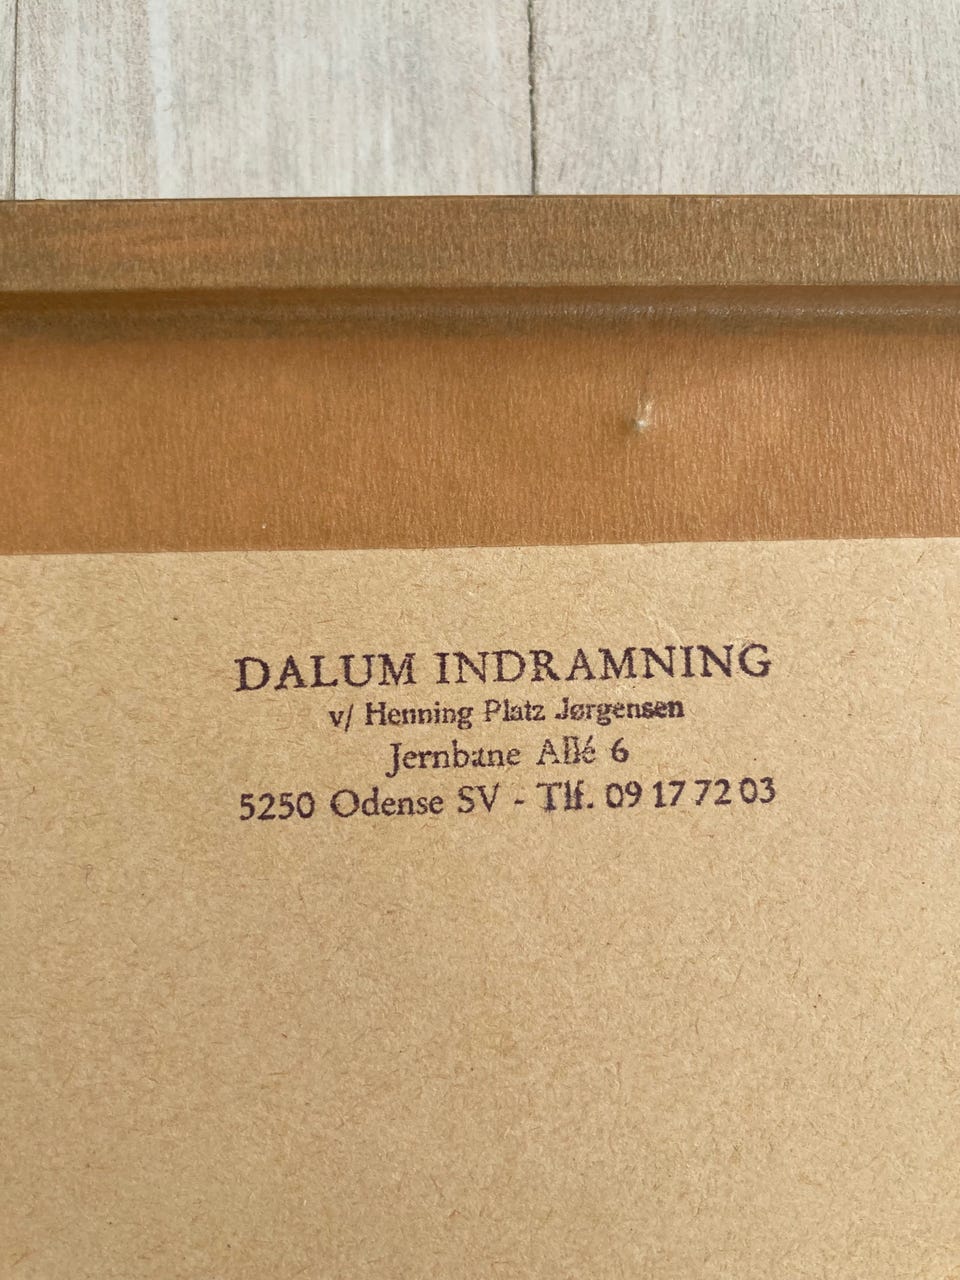 DALUM INDRAMNING
v/ Henning Platz Jørgensen
Jernbane Allé 6
5250 Odense SV - Tlf. 09 17 72 03